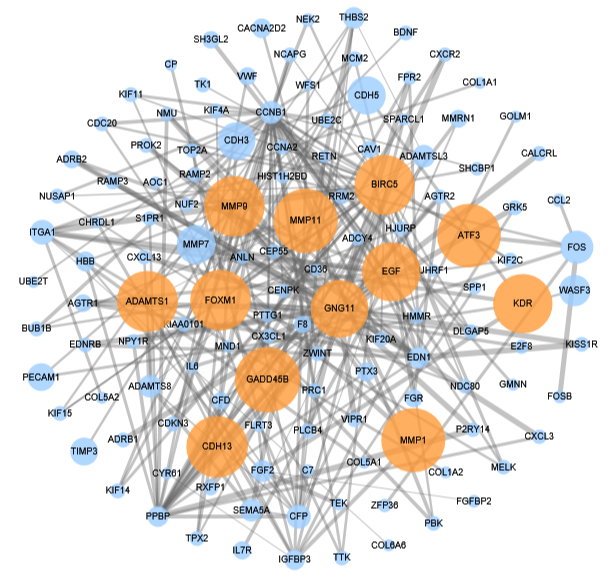 THBS2
NEK2
CACNA2D2
BDNF
SH3GL2
NCAPG
MCM2
CXCR2
CP
VWF
FPR2
TK1
WFS1
COL1A1
KIF11
CDH5
NMU
KIF4A
CCNB1
GOLM1
CDC20
UBE2C
SPARCL1
MMRN1
PROK2
CDH3
CCNA2
CAV1
TOP2A
RETN
ADAMTSL3
CALCRL
ADRB2
SHCBP1
RAMP3
AOC1
RAMP2
HIST1H2BD
BIRC5
NUSAP1
RRM2
AGTR2
CCL2
NUF2
MMP9
GRK5
CHRDL1
S1PR1
MMP11
HJURP
ITGA1
ATF3
ADCY4
MMP7
FOS
CEP55
HBB
CXCL13
ANLN
KIF2C
CD36
EGF
JHRF1
UBE2T
CENPK
SPP1
WASF3
AGTR1
ADAMTS1
FOXM1
KDR
GNG11
PTTG1
HMMR
KIAA0101
F8
BUB1B
DLGAP5
NPY1R
CX3CL1
KIF20A
EDNRB
MND1
E2F8
KISS1R
ZWINT
EDN1
IL6
PTX3
PECAM1
GADD45B
ADAMTS8
GMNN
NDC80
PRC1
COL5A2
FGR
FOSB
CFD
KIF15
VIPR1
CDKN3
FLRT3
PLCB4
P2RY14
ADRB1
CXCL3
MMP1
CDH13
TIMP3
COL5A1
MELK
C7
CYR61
FGF2
COL1A2
RXFP1
KIF14
TEK
FGFBP2
ZFP36
SEMA5A
PPBP
CFP
PBK
TPX2
COL6A6
IL7R
IGFBP3
TTK